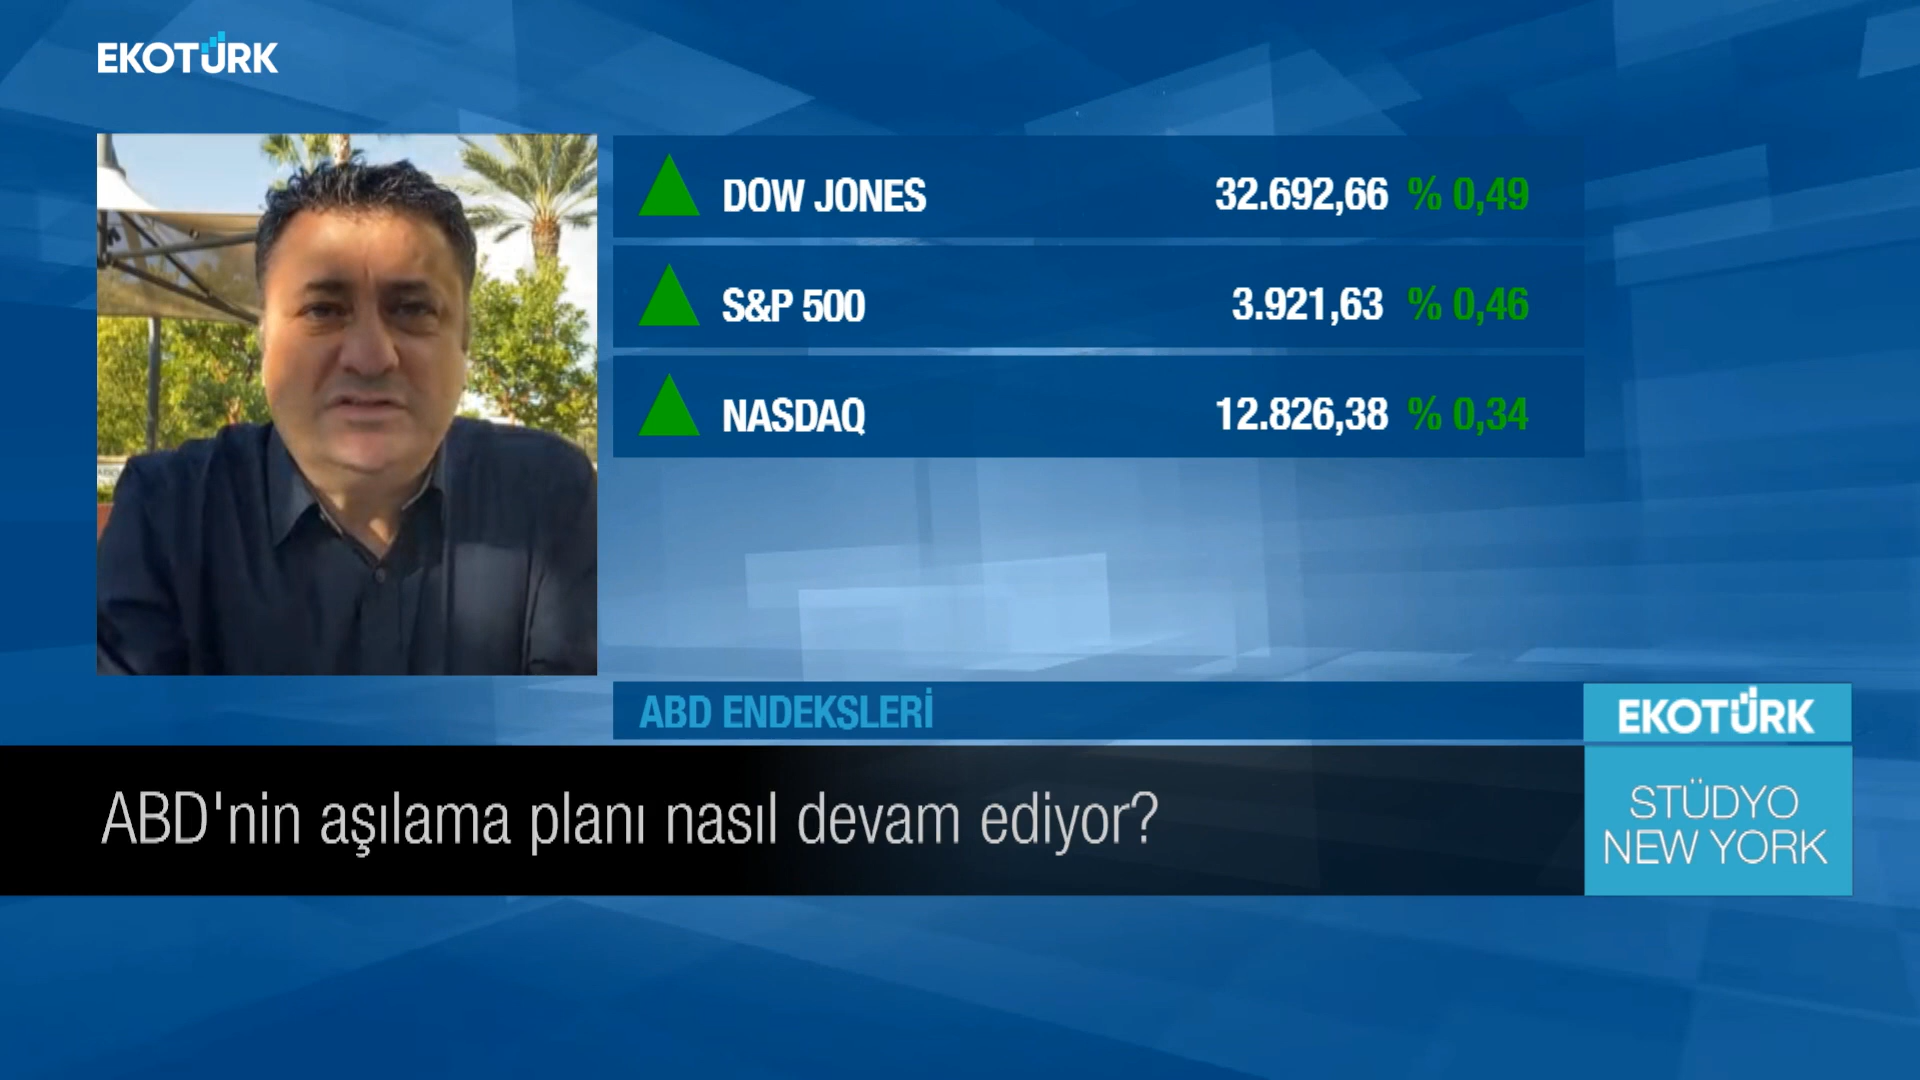 EKOTÜRK
DOW JONES 32.692,66 % 0,49
S&P 500 3.921,63 % 0,46
NASDAQ 12.826,38 % 0,34
ABD ENDEKSLERİ
EKOTÜRK
ABD'nin aşılama planı nasıl devam ediyor?
STÜDYO
NEW YORK